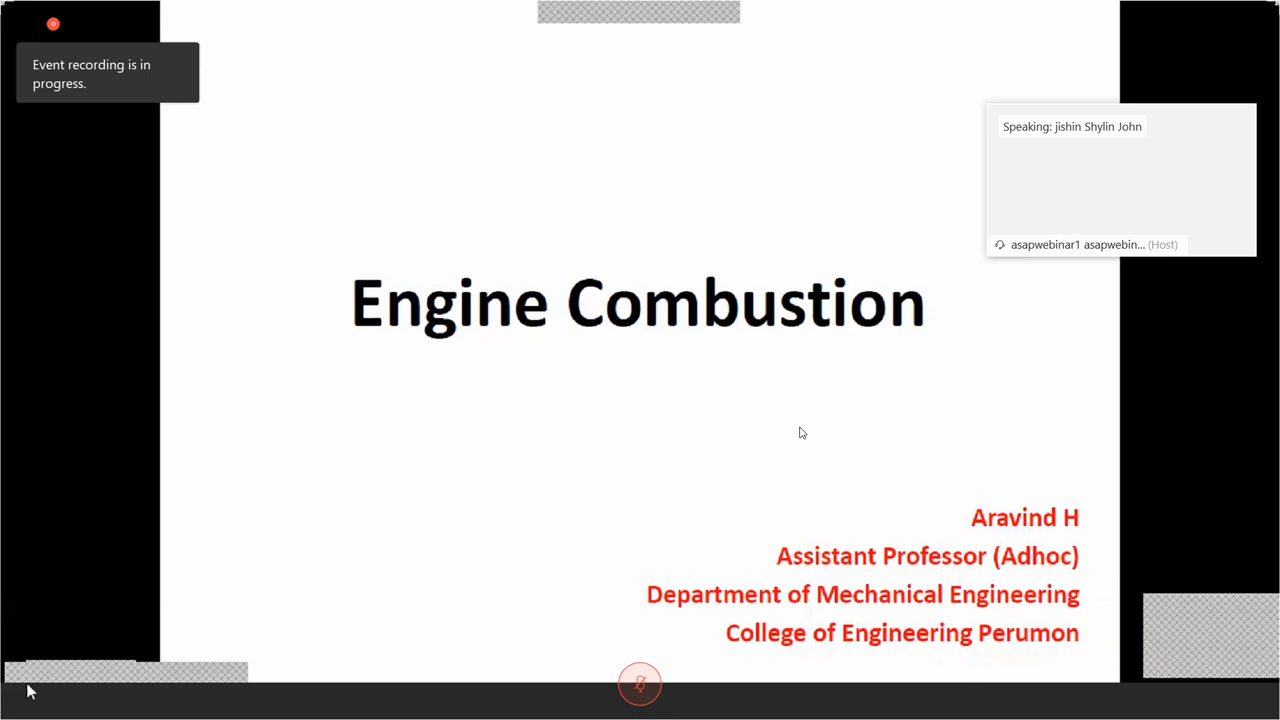 Event recording is in
progress.
Speaking: jishin Shylin John
asapwebinar1 asapwebin... (Host)
Engine Combustion
Aravind H
Assistant Professor (Adhoc)
Department of Mechanical Engineering
College of Engineering Perumon